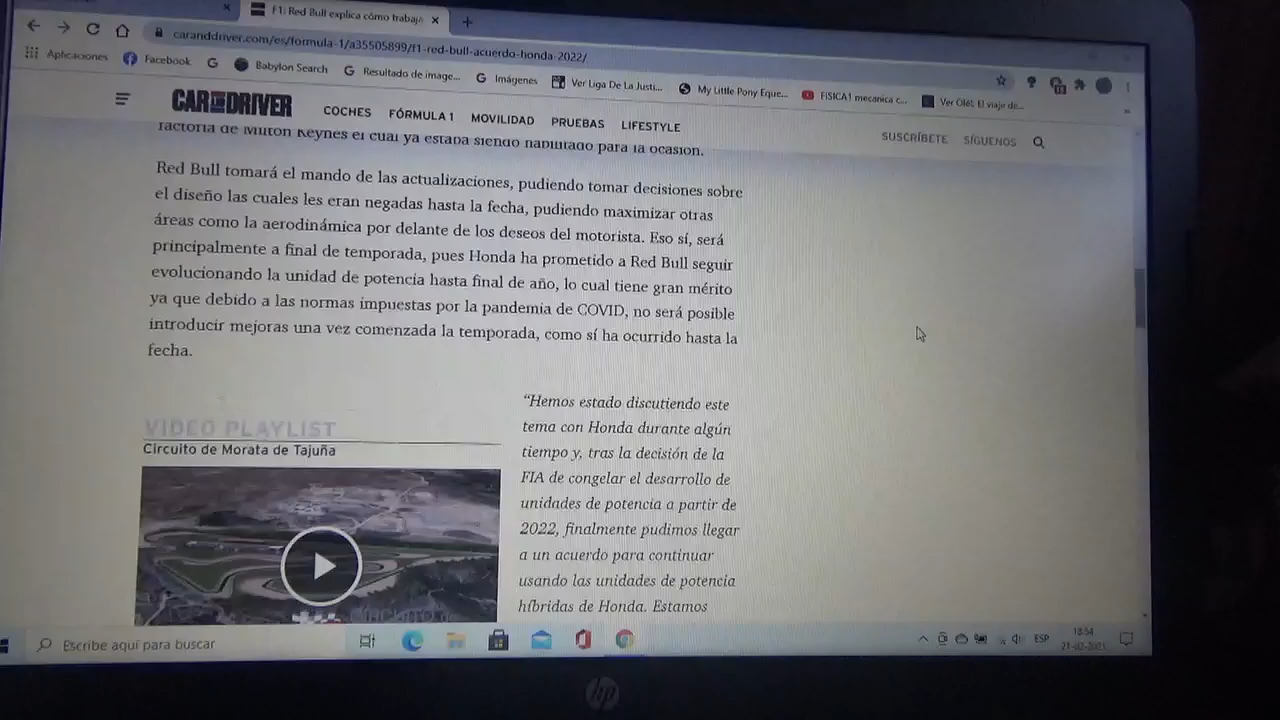 F1: Red Bull explica cómo trabaja
caranddriver.com/es/formula-1/a35505899/f1-red-bull-acuerdo-honda-2022/
Aplicaciones Facebook Babylon Search Resultado de image... Imágenes Ver Liga De La Justi... My Little Pony Eque... FISICA1 mecanica c... Ver Olét. El viaje de...
CAR AND DRIVER COCHES FÓRMULA 1 MOVILIDAD PRUEBAS LIFESTYLE SUSCRÍBETE SÍGUENOS
factoría de Milton Keynes el cual ya estaba siendo habilitado para la ocasión.
Red Bull tomará el mando de las actualizaciones, pudiendo tomar decisiones sobre
el diseño las cuales les eran negadas hasta la fecha, pudiendo maximizar otras
áreas como la aerodinámica por delante de los deseos del motorista. Eso sí, será
principalmente a final de temporada, pues Honda ha prometido a Red Bull seguir
evolucionando la unidad de potencia hasta final de año, lo cual tiene gran mérito
ya que debido a las normas impuestas por la pandemia de COVID, no será posible
introducir mejoras una vez comenzada la temporada, como sí ha ocurrido hasta la
fecha.
VIDEO PLAYLIST
Circuito de Morata de Tajuña
“Hemos estado discutiendo este
tema con Honda durante algún
tiempo y, tras la decisión de la
FIA de congelar el desarrollo de
unidades de potencia a partir de
2022, finalmente pudimos llegar
a un acuerdo para continuar
usando las unidades de potencia
híbridas de Honda. Estamos
Escribe aquí para buscar
ESP
18:54
21-02-2021
hp